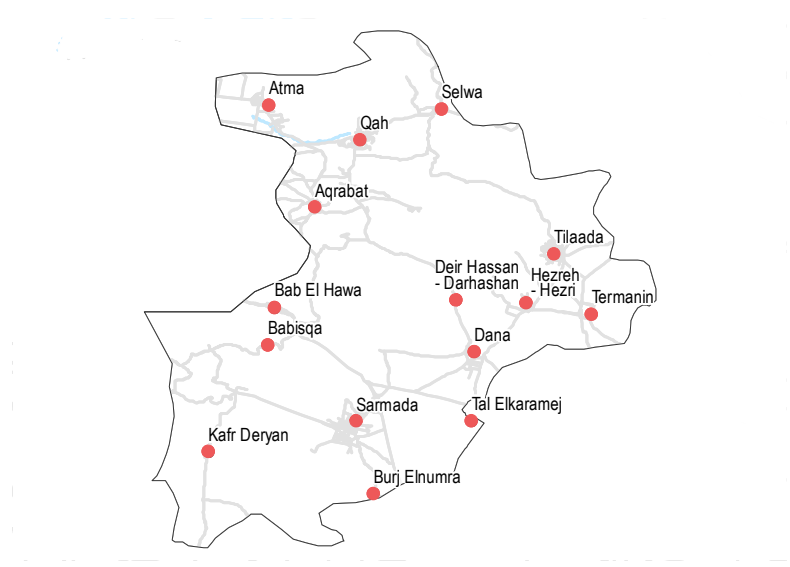 Atma
Selwa
Qah
Aqrabat
Tilaada
Deir Hassan
- Darhashan
Hezreh
- Hezri
Termanin
Bab El Hawa
Babisqa
Dana
Sarmada
Tal Elkaramej
Kafr Deryan
Burj Elnumra